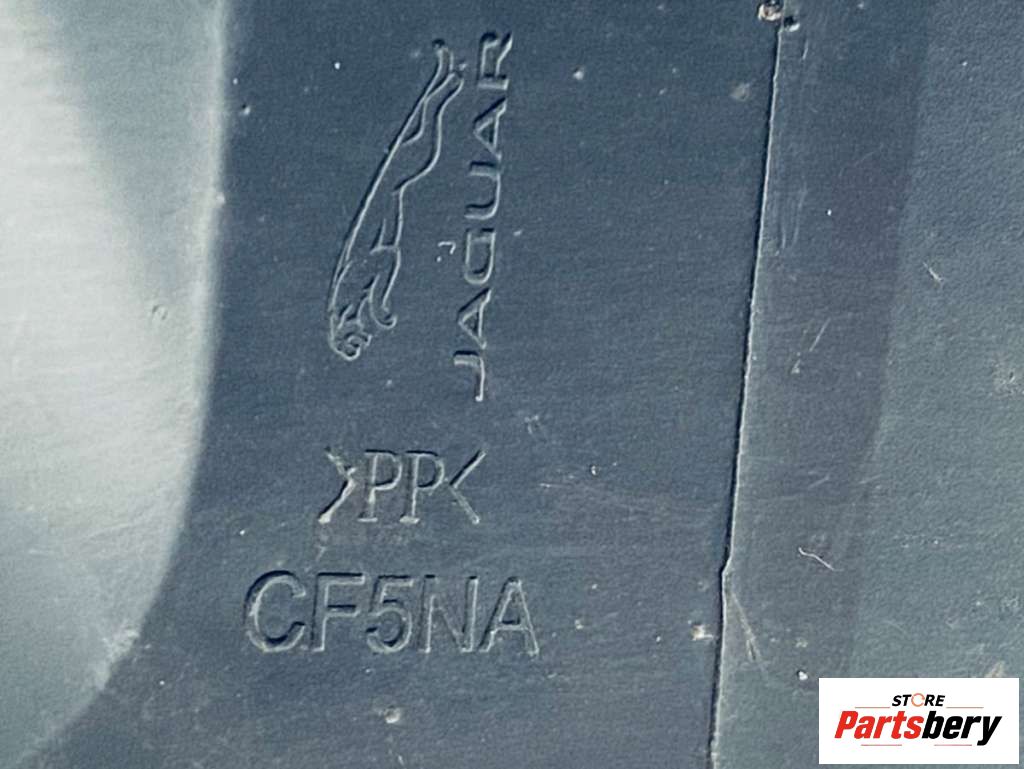 JAGUAR
>PP<
CF5NA
STORE
Partsbery